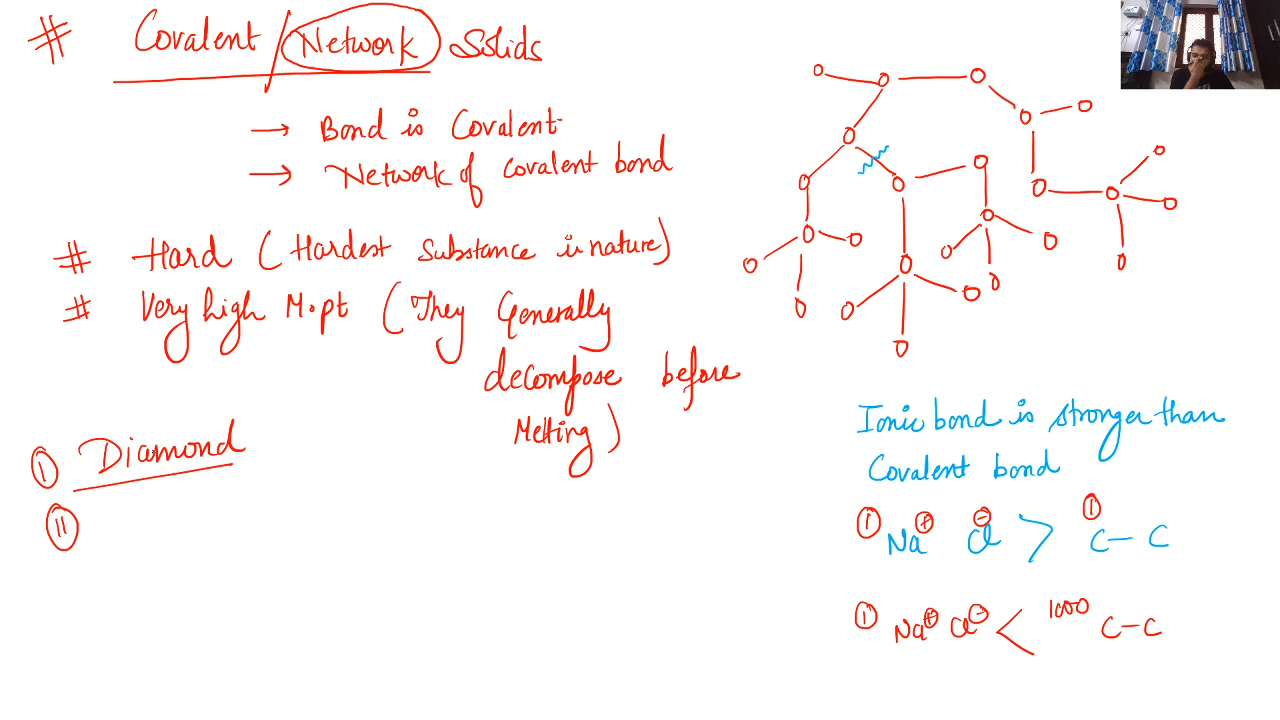 # Covalent / Network Solids
→ Bond is Covalent
→ Network of Covalent bond
# Hard (Hardest Substance in nature)
# Very high M.pt (They Generally
decompose before
Melting)
I Diamond
II
Ionic bond is stronger than
Covalent bond
1 Na⊕ Cl⊖ > 1 C–C
1 Na⊕ Cl⊖ < 1000 C–C